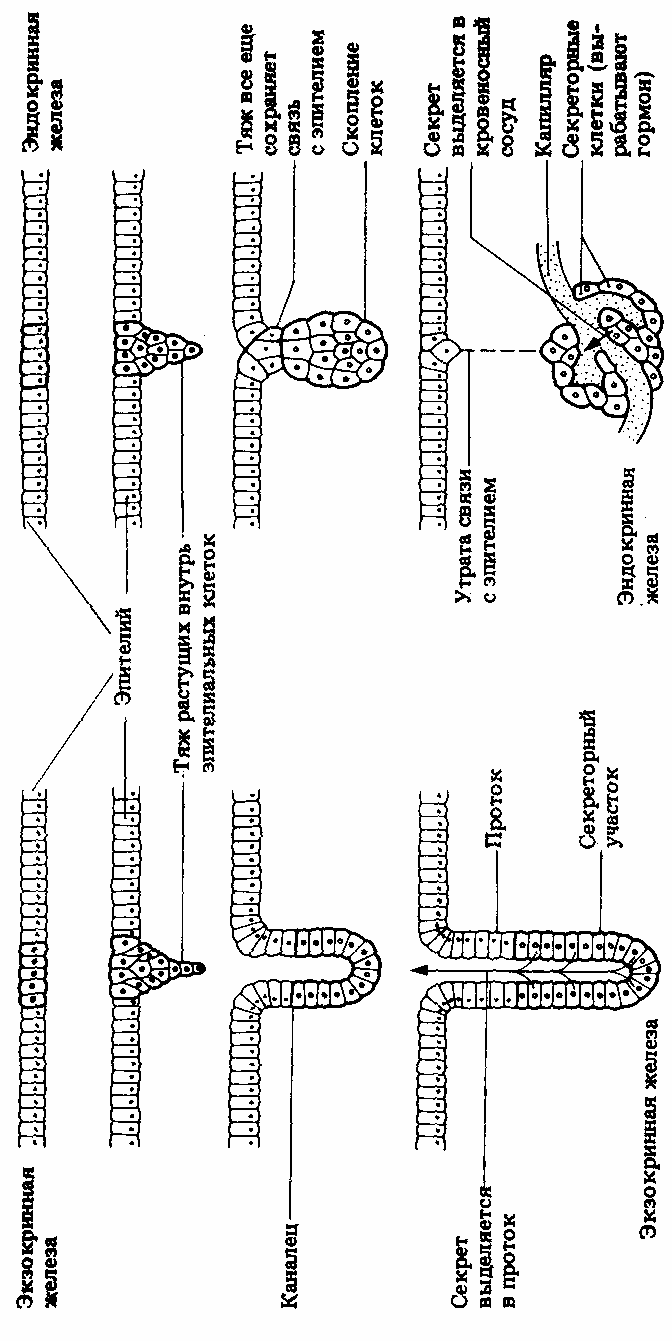 Экзокринная
железа
Эндокринная
железа
Эпителий
Тяж растущих внутрь
эпителиальных клеток
Каналец
Тяж все еще
сохраняет
связь
с эпителием
Скопление
клеток
Секрет
выделяется
в проток
Проток
Секреторный
участок
Экзокринная железа
Утрата связи
с эпителием
Эндокринная
железа
Секрет
выделяется в
кровеносный
сосуд
Капилляр
Секреторные
клетки (вы-
рабатывают
гормон)